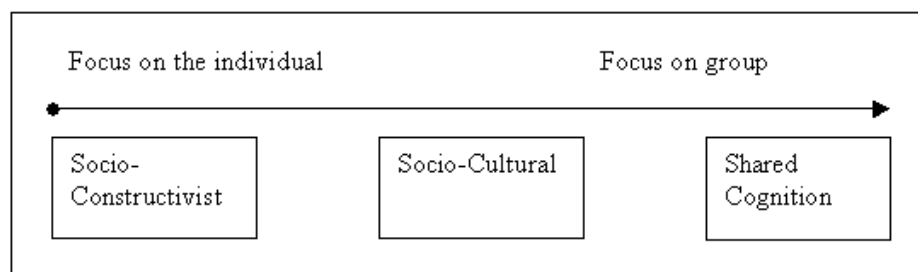 Focus on the individual
Focus on group
Socio-
Constructivist
Socio-Cultural
Shared
Cognition